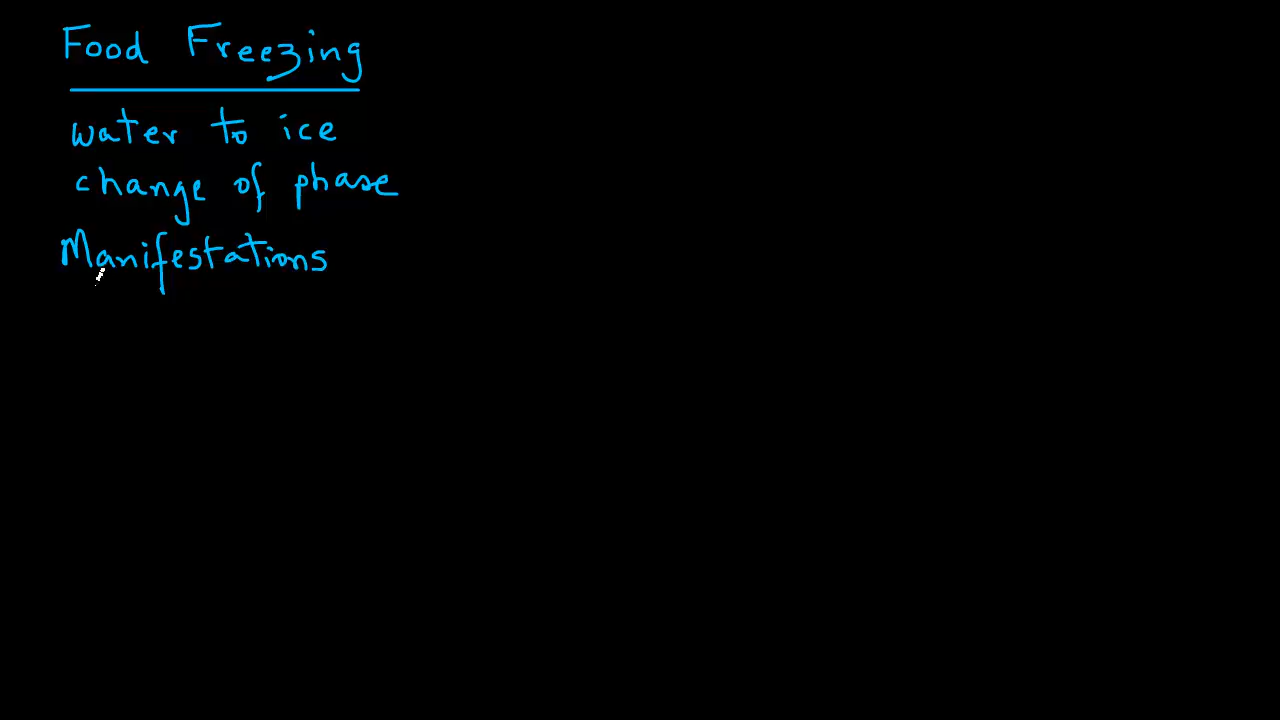 Food Freezing
water to ice
change of phase
Manifestations